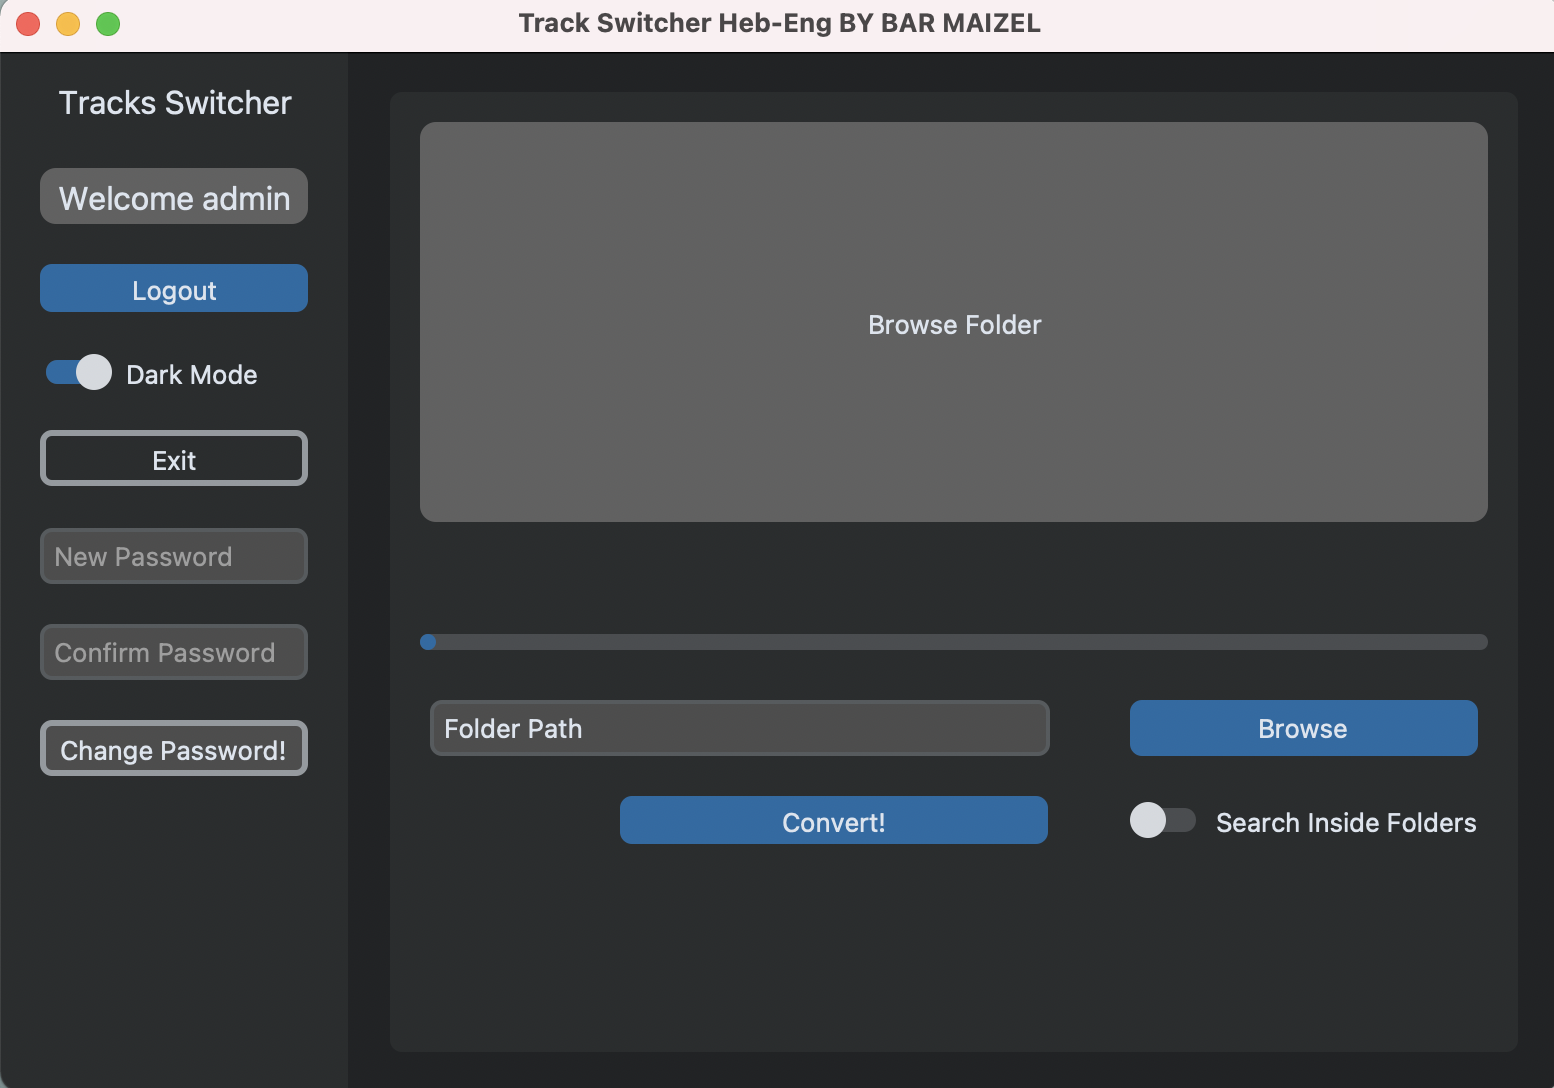 Track Switcher Heb-Eng BY BAR MAIZEL
Tracks Switcher
Welcome admin
Logout
Dark Mode
Exit
New Password
Confirm Password
Change Password!
Browse Folder
Folder Path
Browse
Convert!
Search Inside Folders